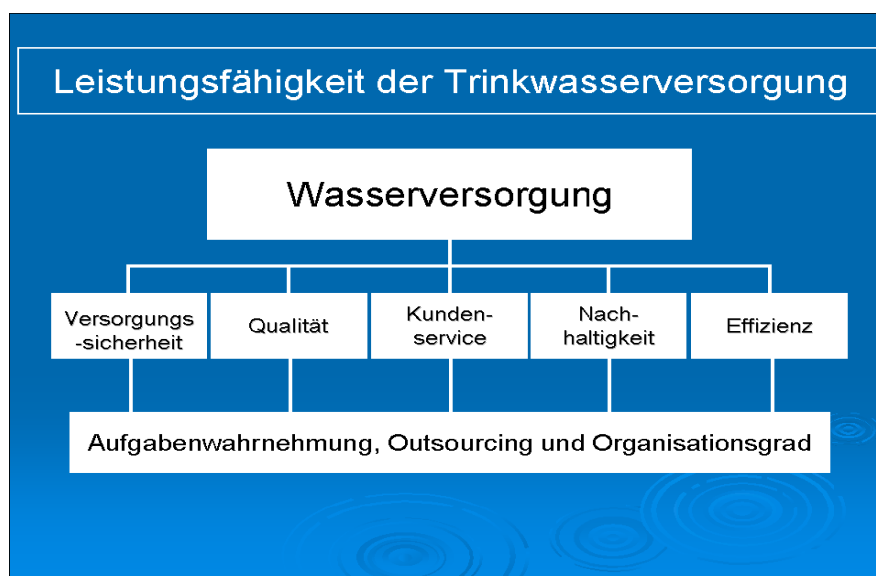 Leistungsfähigkeit der Trinkwasserversorgung
Wasserversorgung
Versorgungs
-sicherheit
Qualität
Kunden-
service
Nach-
haltigkeit
Effizienz
Aufgabenwahrnehmung, Outsourcing und Organisationsgrad